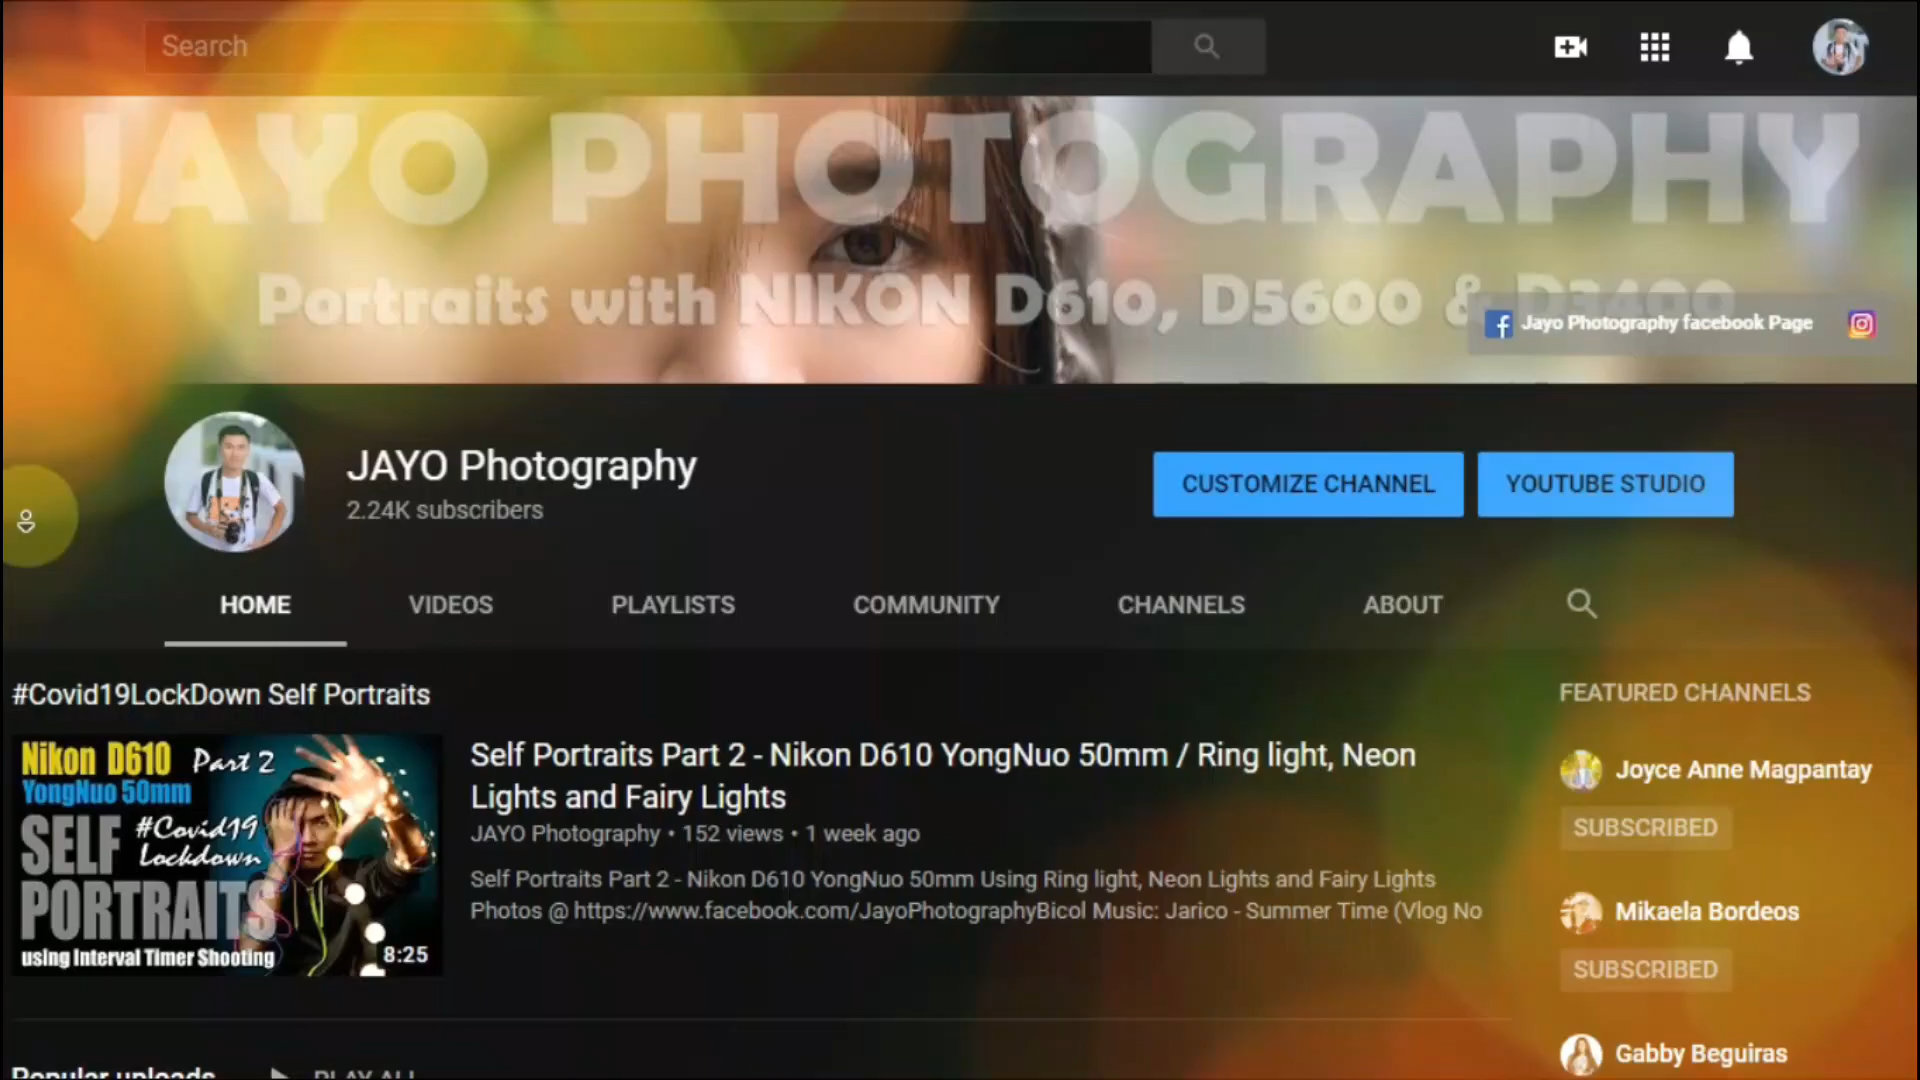 Search
JAYO PHOTOGRAPHY
Portraits with NIKON D610, D5600 & D3400
Jayo Photography facebook Page
JAYO Photography
2.24K subscribers
CUSTOMIZE CHANNEL
YOUTUBE STUDIO
HOME VIDEOS PLAYLISTS COMMUNITY CHANNELS ABOUT
#Covid19LockDown Self Portraits
Nikon D610 Part 2
YongNuo 50mm
#Covid19
Lockdown
SELF
PORTRAITS
using Interval Timer Shooting
8:25
Self Portraits Part 2 - Nikon D610 YongNuo 50mm / Ring light, Neon
Lights and Fairy Lights
JAYO Photography • 152 views • 1 week ago
Self Portraits Part 2 - Nikon D610 YongNuo 50mm Using Ring light, Neon Lights and Fairy Lights
Photos @ https://www.facebook.com/JayoPhotographyBicol Music: Jarico - Summer Time (Vlog No
FEATURED CHANNELS
Joyce Anne Magpantay
SUBSCRIBED
Mikaela Bordeos
SUBSCRIBED
Gabby Beguiras
Popular uploads PLAY ALL